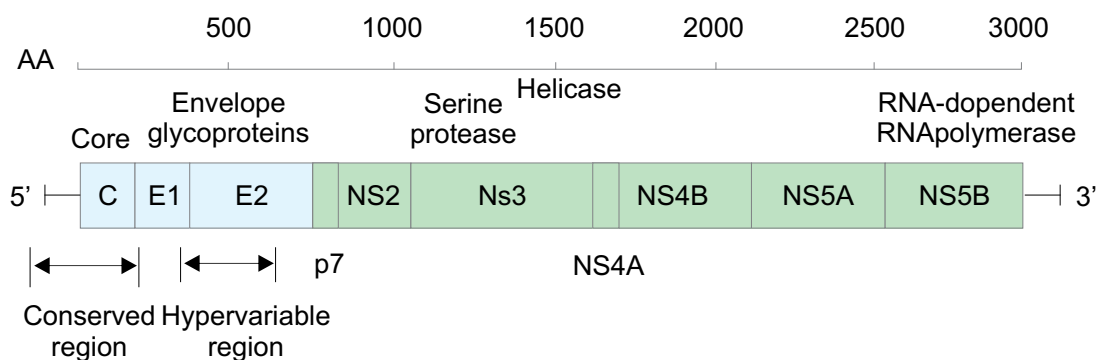 500 1000 1500 2000 2500 3000
AA
Helicase
Envelope
glycoproteins
Serine
protease
RNA-dopendent
RNApolymerase
Core
5’ C E1 E2 NS2 Ns3 NS4B NS5A NS5B 3’
p7 NS4A
Conserved
region
Hypervariable
region